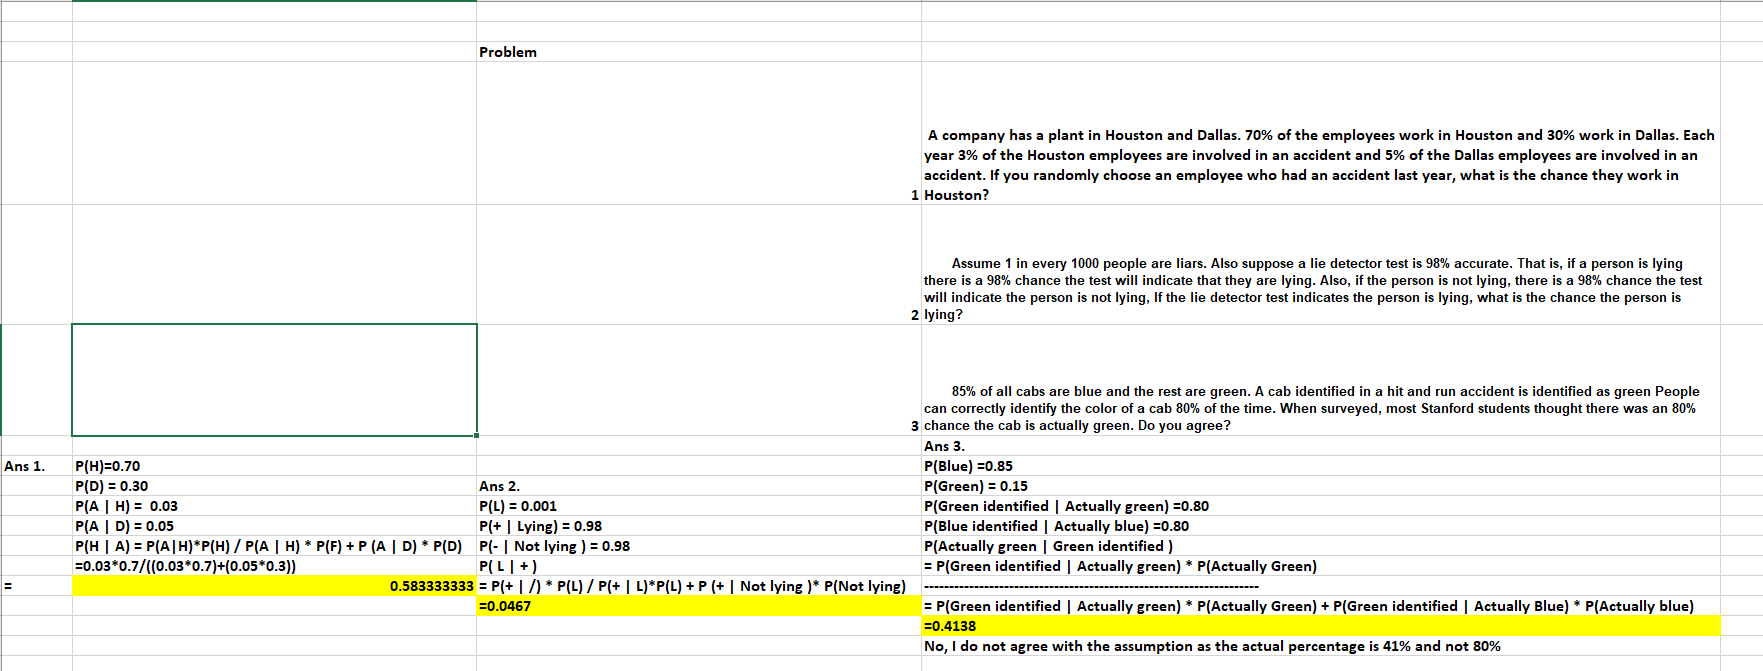 Problem
A company has a plant in Houston and Dallas. 70% of the employees work in Houston and 30% work in Dallas. Each
year 3% of the Houston employees are involved in an accident and 5% of the Dallas employees are involved in an
accident. If you randomly choose an employee who had an accident last year, what is the chance they work in
1 Houston?
Assume 1 in every 1000 people are liars. Also suppose a lie detector test is 98% accurate. That is, if a person is lying
there is a 98% chance the test will indicate that they are lying. Also, if the person is not lying, there is a 98% chance the test
will indicate the person is not lying, If the lie detector test indicates the person is lying, what is the chance the person is
2 lying?
85% of all cabs are blue and the rest are green. A cab identified in a hit and run accident is identified as green People
can correctly identify the color of a cab 80% of the time. When surveyed, most Stanford students thought there was an 80%
3 chance the cab is actually green. Do you agree?
Ans 1.
P(H)=0.70
P(D) = 0.30
P(A | H) =  0.03
P(A | D) = 0.05
P(H | A) = P(A|H)*P(H) / P(A | H) * P(F) + P (A | D) * P(D)
=0.03*0.7/((0.03*0.7)+(0.05*0.3))
= 0.583333333
Ans 2.
P(L) = 0.001
P(+ | Lying) = 0.98
P(- | Not lying ) = 0.98
P( L | + )
= P(+ | /) * P(L) / P(+ | L)*P(L) + P (+ | Not lying )* P(Not lying)
=0.0467
Ans 3.
P(Blue) =0.85
P(Green) = 0.15
P(Green identified | Actually green) =0.80
P(Blue identified | Actually blue) =0.80
P(Actually green | Green identified )
= P(Green identified | Actually green) * P(Actually Green)
--------------------------------------------------------------------
= P(Green identified | Actually green) * P(Actually Green) + P(Green identified | Actually Blue) * P(Actually blue)
=0.4138
No, I do not agree with the assumption as the actual percentage is 41% and not 80%